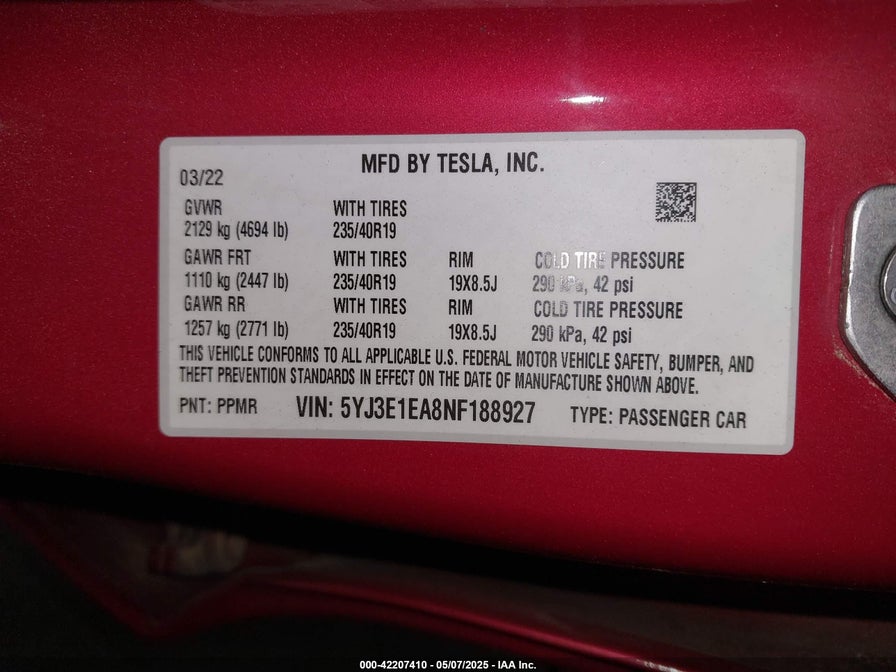 MFD BY TESLA, INC.
03/22
GVWR WITH TIRES
2129 kg (4694 lb) 235/40R19
GAWR FRT WITH TIRES RIM COLD TIRE PRESSURE
1110 kg (2447 lb) 235/40R19 19X8.5J 290 kPa, 42 psi
GAWR RR WITH TIRES RIM COLD TIRE PRESSURE
1257 kg (2771 lb) 235/40R19 19X8.5J 290 kPa, 42 psi
THIS VEHICLE CONFORMS TO ALL APPLICABLE U.S. FEDERAL MOTOR VEHICLE SAFETY, BUMPER, AND
THEFT PREVENTION STANDARDS IN EFFECT ON THE DATE OF MANUFACTURE SHOWN ABOVE.
PNT: PPMR VIN: 5YJ3E1EA8NF188927 TYPE: PASSENGER CAR
000-42207410 - 05/07/2025 - IAA Inc.